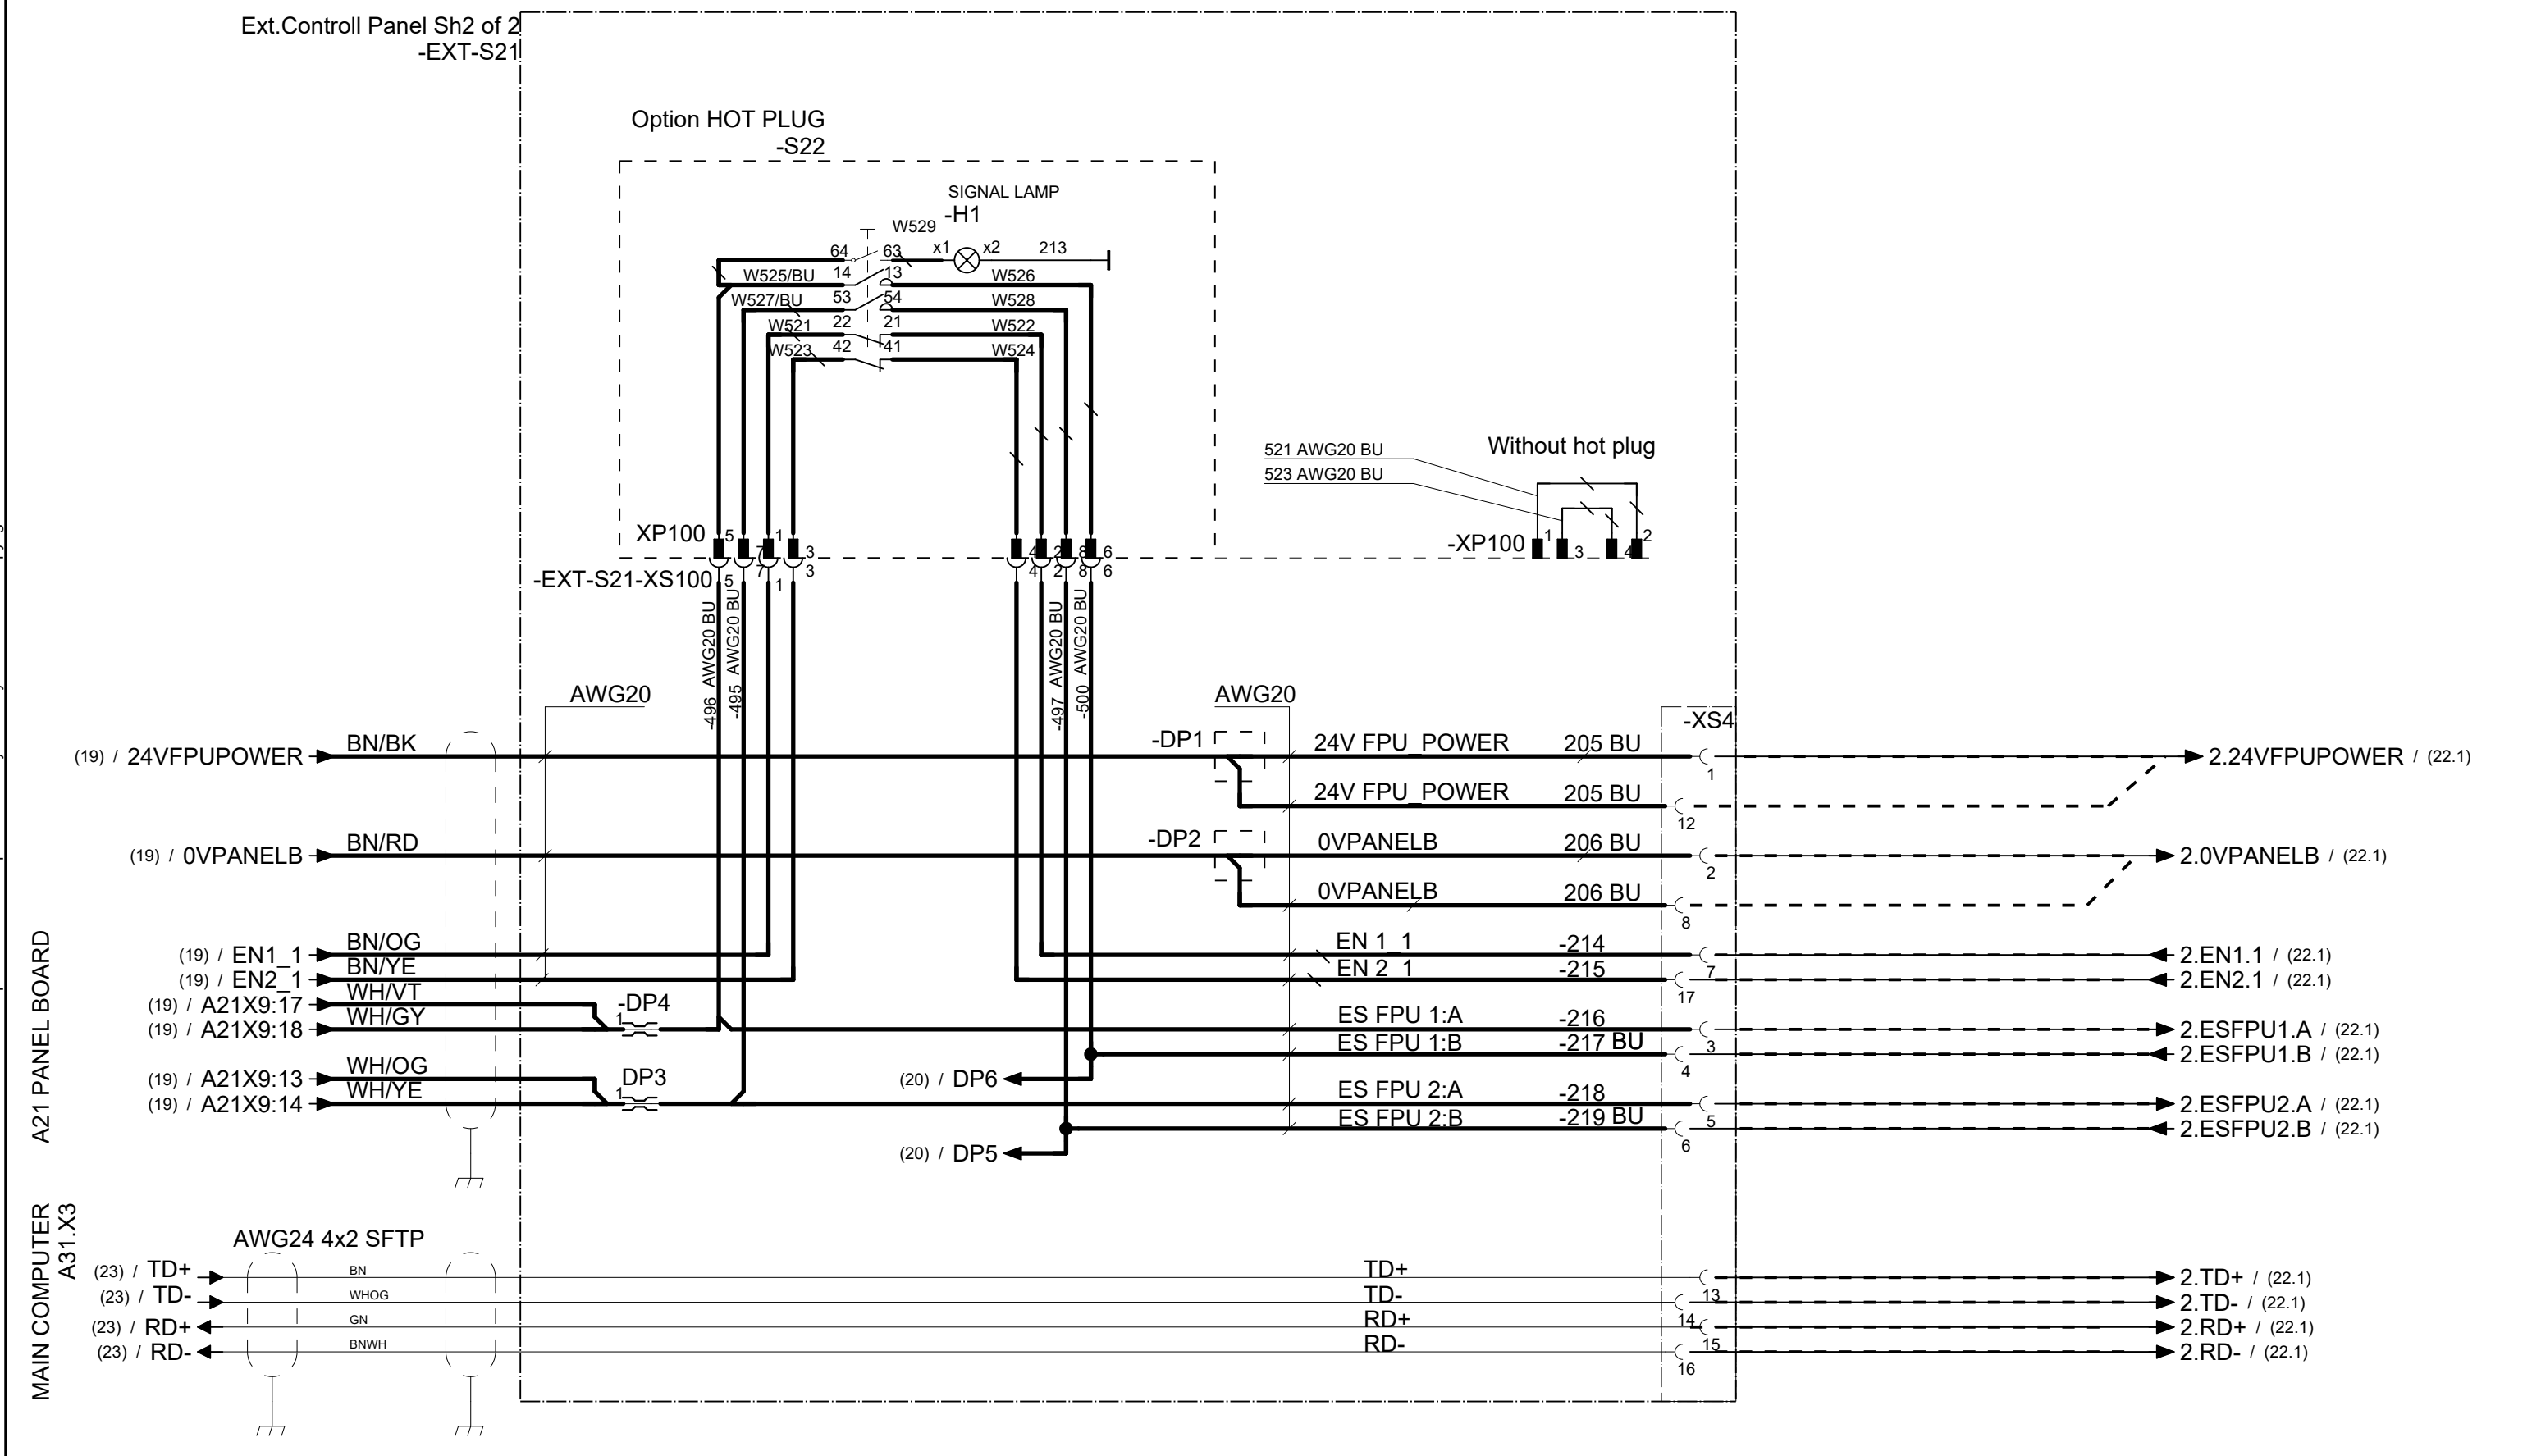 Ext.Controll Panel Sh2 of 2
-EXT-S21
Option HOT PLUG
-S22
SIGNAL LAMP
-H1
W529
64 63 x1 x2 213
W525/BU 14 13 W526
W527/BU 53 54 W528
W521 22 21 W522
W523 42 41 W524
521 AWG20 BU
523 AWG20 BU
Without hot plug
XP100 5 7 1 3 4 2 8 6
-EXT-S21-XS100 5 7 1 3 4 2 8 6
-XP100 1 3 4 2
-496 AWG20 BU
-495 AWG20 BU
-497 AWG20 BU
-500 AWG20 BU
AWG20
AWG20
-XS4
(19) / 24VFPUPOWER BN/BK -DP1 24V FPU_POWER 205 BU 1 2.24VFPUPOWER / (22.1)
24V FPU_POWER 205 BU 12
(19) / 0VPANELB BN/RD -DP2 0VPANELB 206 BU 2 2.0VPANELB / (22.1)
0VPANELB 206 BU 8
A21 PANEL BOARD
(19) / EN1_1 BN/OG EN 1_1 -214 7 2.EN1.1 / (22.1)
(19) / EN2_1 BN/YE EN 2_1 -215 17 2.EN2.1 / (22.1)
(19) / A21X9:17 WH/VT
-DP4
1
(19) / A21X9:18 WH/GY ES FPU 1:A -216 3 2.ESFPU1.A / (22.1)
ES FPU 1:B -217 BU 4 2.ESFPU1.B / (22.1)
(19) / A21X9:13 WH/OG
DP3
1
(20) / DP6
(19) / A21X9:14 WH/YE ES FPU 2:A -218 5 2.ESFPU2.A / (22.1)
ES FPU 2:B -219 BU 6 2.ESFPU2.B / (22.1)
(20) / DP5
MAIN COMPUTER
A31.X3
AWG24 4x2 SFTP
(23) / TD+ BN TD+ 13 2.TD+ / (22.1)
(23) / TD- WHOG TD- 14 2.TD- / (22.1)
(23) / RD+ GN RD+ 15 2.RD+ / (22.1)
(23) / RD- BNWH RD- 16 2.RD- / (22.1)